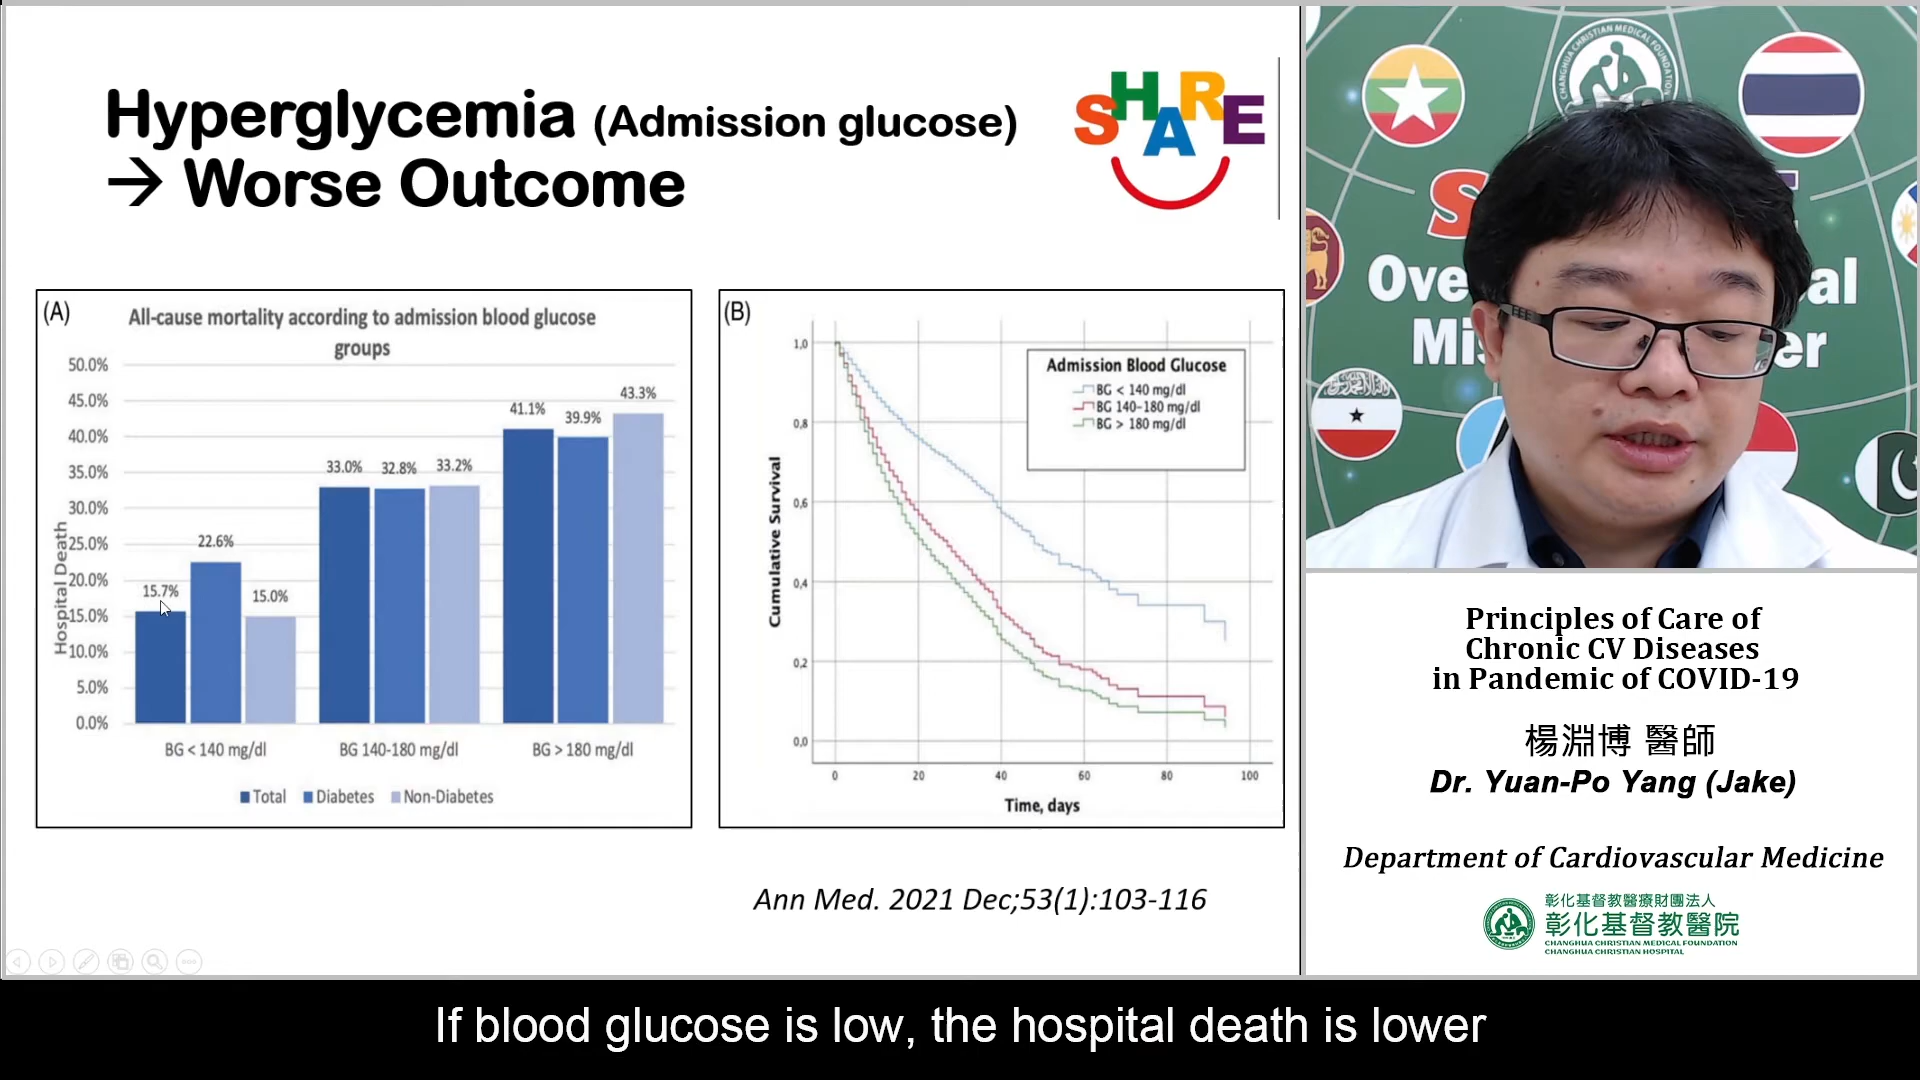 Hyperglycemia (Admission glucose)
→ Worse Outcome
SHARE
(A)
All-cause mortality according to admission blood glucose
groups
Hospital Death
50.0%
45.0%
40.0%
35.0%
30.0%
25.0%
20.0%
15.0%
10.0%
5.0%
0.0%
15.7%
22.6%
15.0%
33.0%
32.8%
33.2%
41.1%
39.9%
43.3%
BG < 140 mg/dl
BG 140-180 mg/dl
BG > 180 mg/dl
Total Diabetes Non-Diabetes
(B)
Admission Blood Glucose
BG < 140 mg/dl
BG 140-180 mg/dl
BG > 180 mg/dl
Cumulative Survival
1,0
0,8
0,6
0,4
0,2
0,0
0 20 40 60 80 100
Time, days
Ann Med. 2021 Dec;53(1):103-116
CHANGHUA CHRISTIAN MEDICAL FOUNDATION
Principles of Care of
Chronic CV Diseases
in Pandemic of COVID-19
楊淵博 醫師
Dr. Yuan-Po Yang (Jake)
Department of Cardiovascular Medicine
彰化基督教醫療財團法人
彰化基督教醫院
CHANGHUA CHRISTIAN MEDICAL FOUNDATION
CHANGHUA CHRISTIAN HOSPITAL
If blood glucose is low, the hospital death is lower